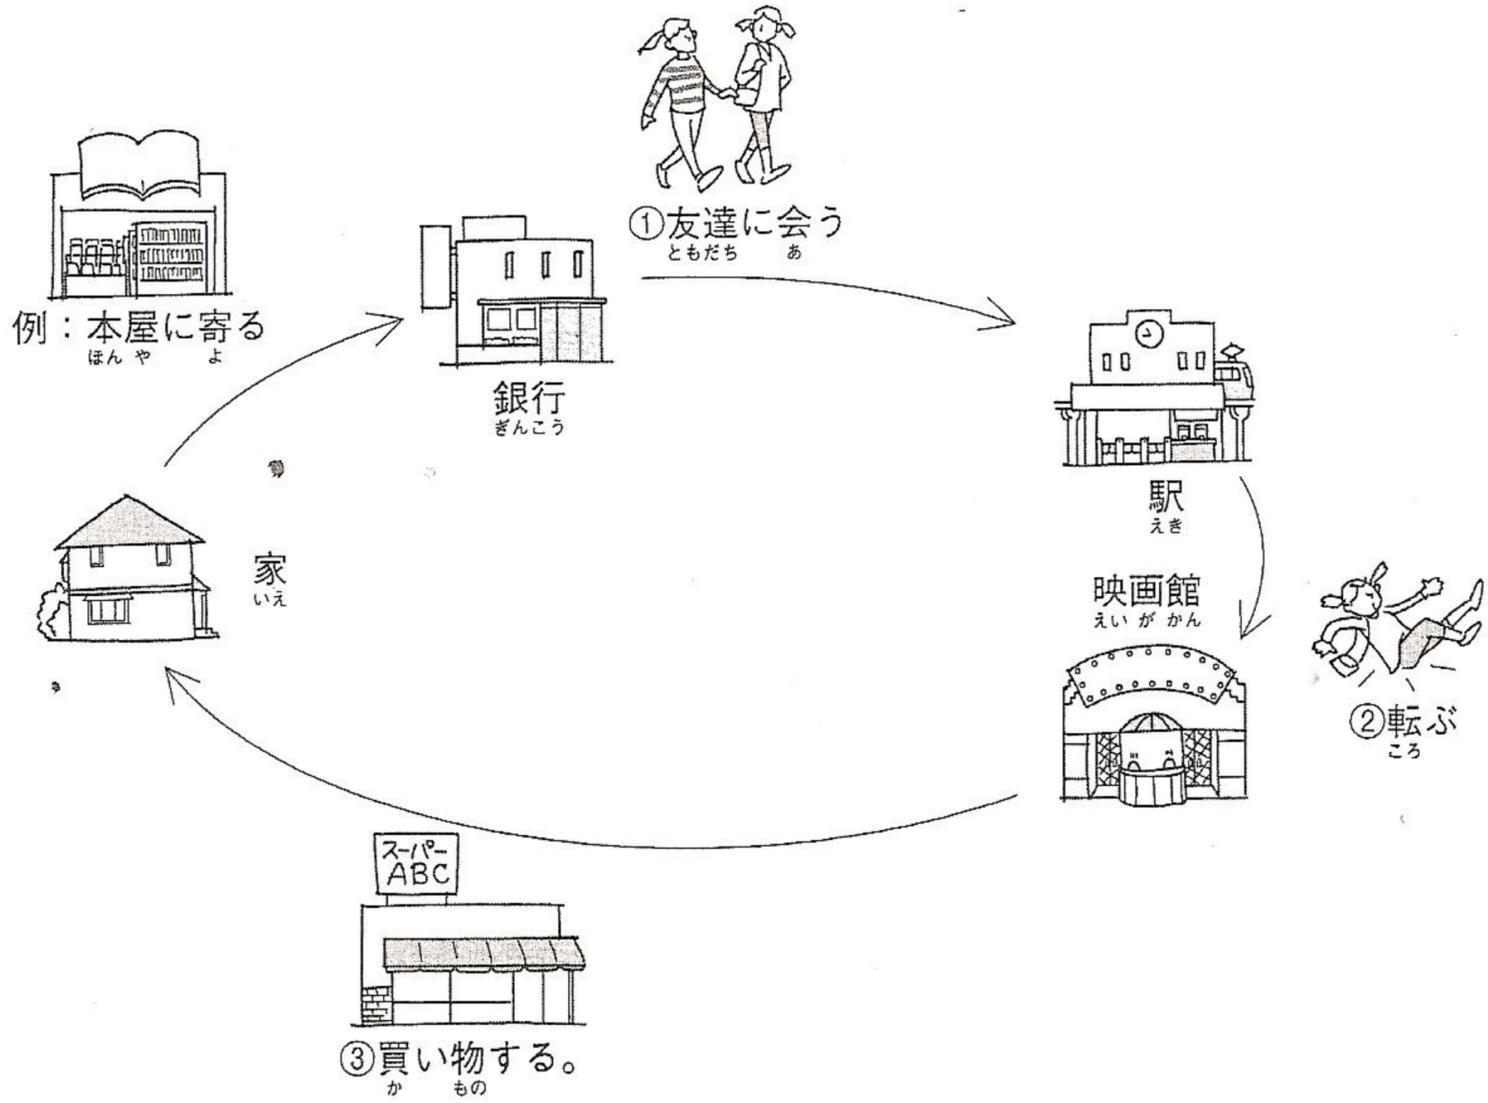 例：本屋に寄る
ほん や よ
①友達に会う
ともだち あ
銀行
ぎんこう
駅
えき
家
いえ
映画館
えい が かん
②転ぶ
ころ
スーパー
ABC
③買い物する。
か もの